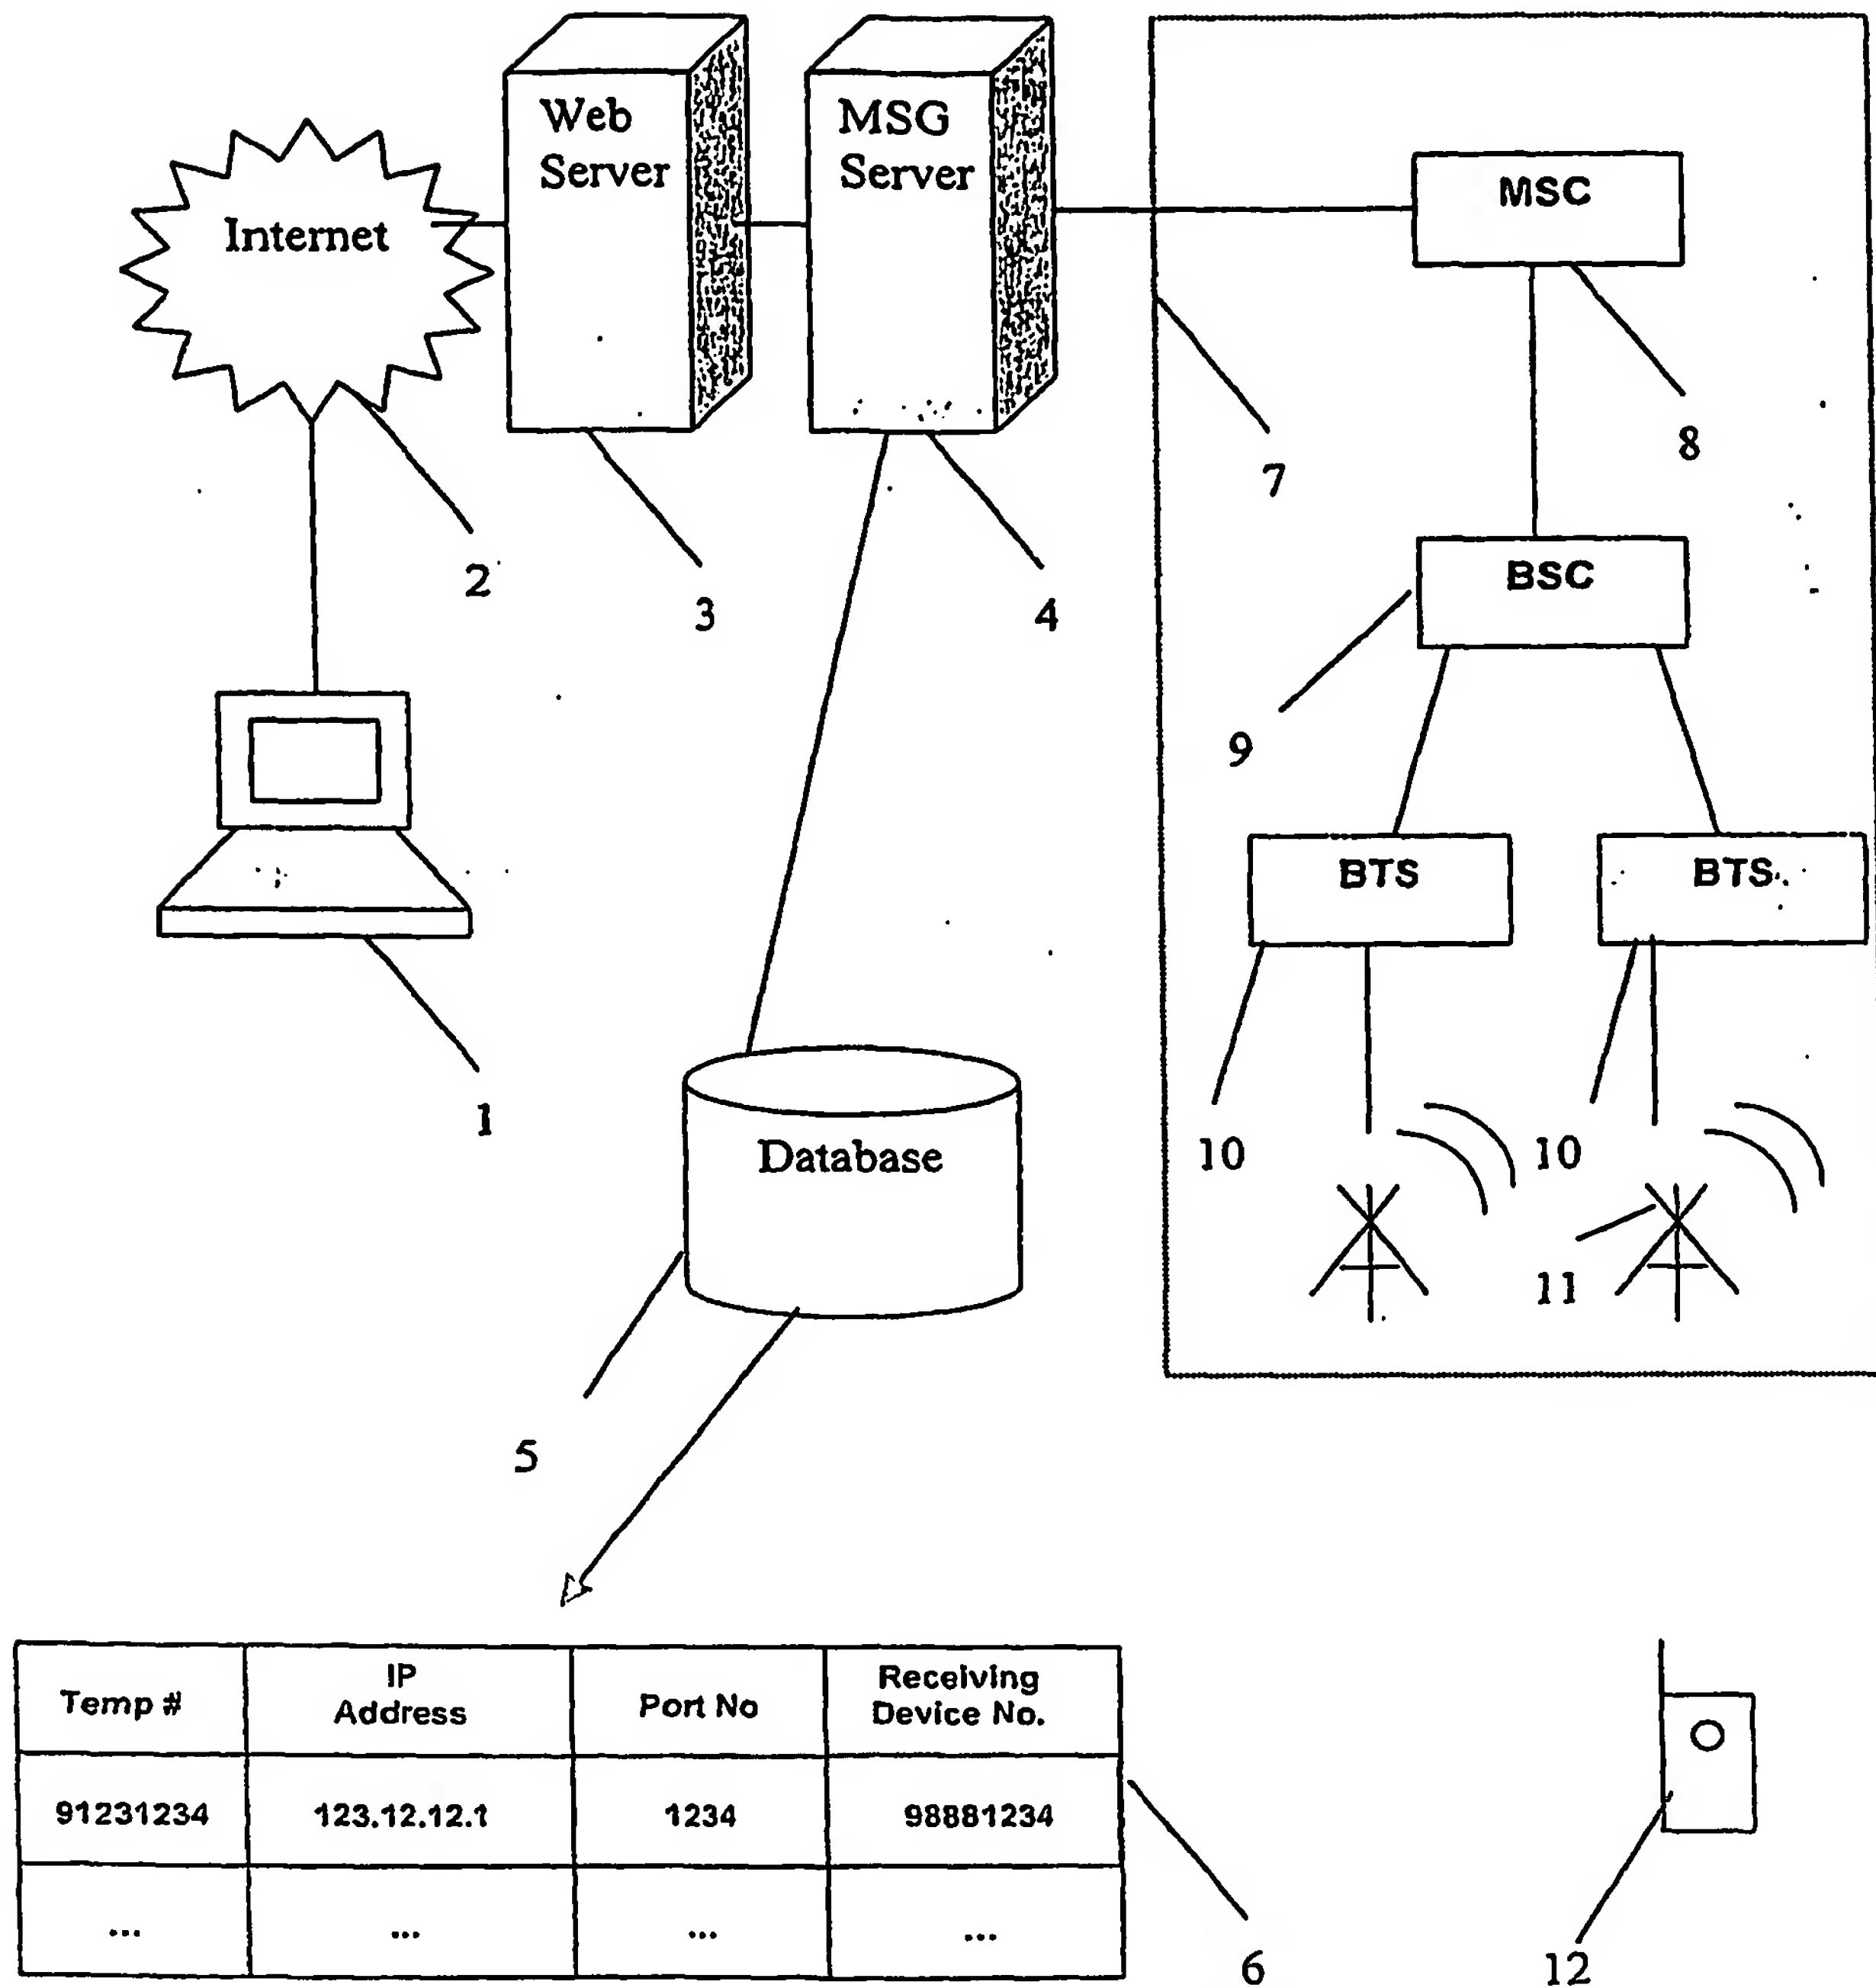 Web
Server
MSG
Server
MSC
Internet
8
7
2
3
4
BSC
9
BTS
BTS
1
Database
10
10
11
5
Temp #
IP
Address
Port No
Receiving
Device No.
91231234
123.12.12.1
1234
98881234
...
...
...
...
6
12